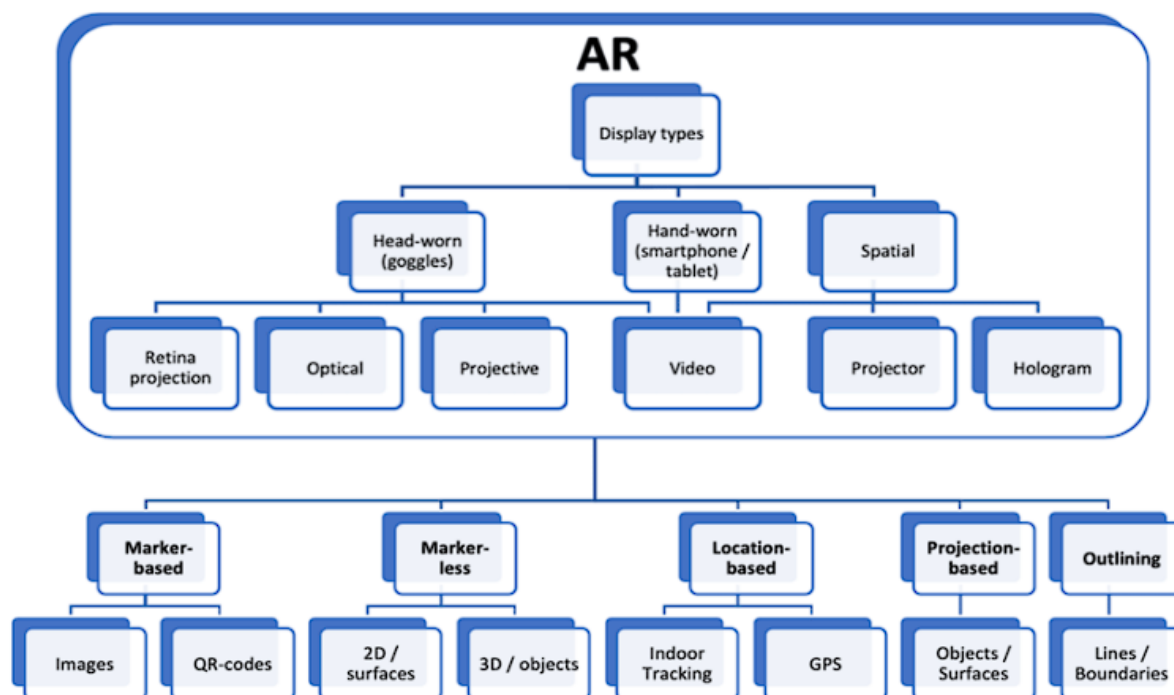 AR
Display types
Head-worn
(goggles)
Hand-worn
(smartphone /
tablet)
Spatial
Retina
projection
Optical
Projective
Video
Projector
Hologram
Marker-
based
Marker-
less
Location-
based
Projection-
based
Outlining
Images
QR-codes
2D /
surfaces
3D / objects
Indoor
Tracking
GPS
Objects /
Surfaces
Lines /
Boundaries